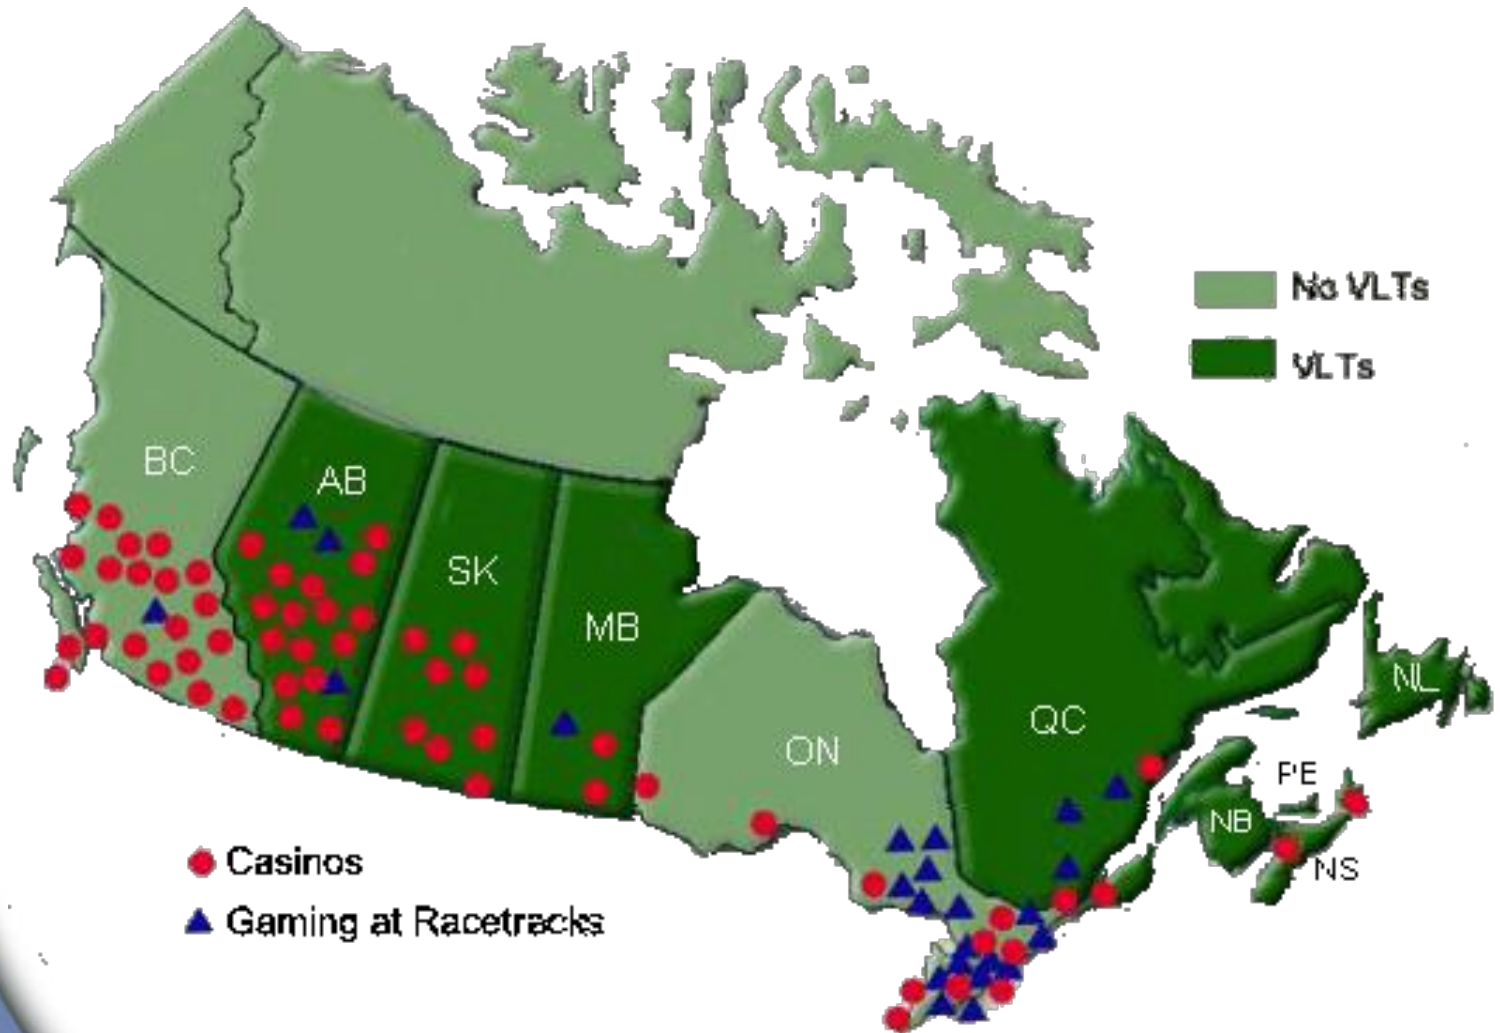 No VLTs
VLTs
BC
AB
SK
MB
ON
QC
NL
PE
NB
NS
Casinos
Gaming at Racetracks